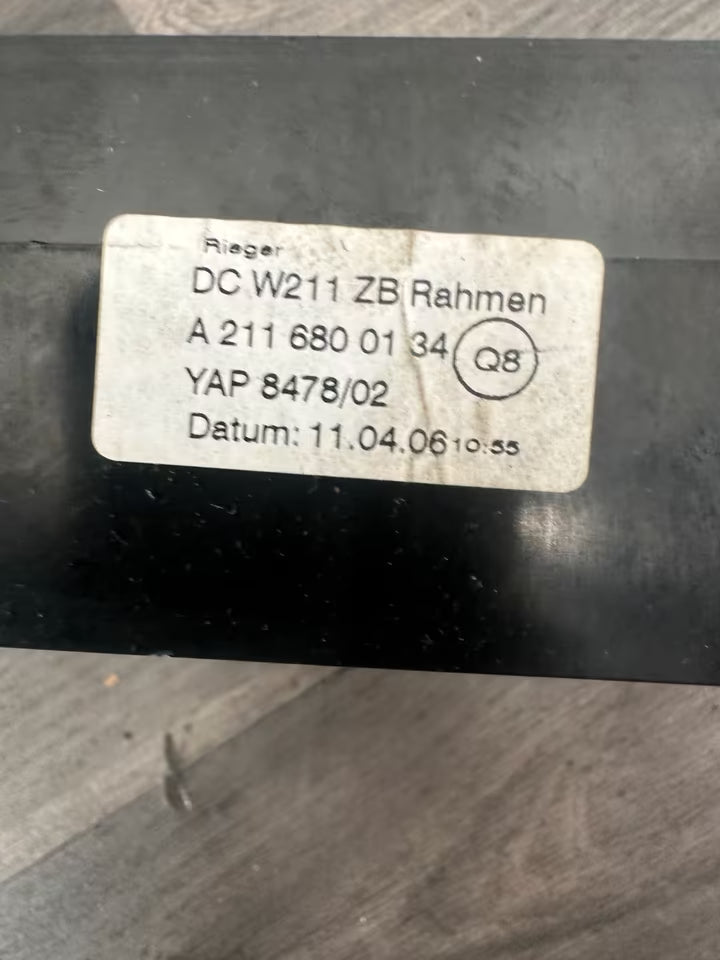 Rieger
DC W211 ZB Rahmen
A 211 680 01 34 Q8
YAP 8478/02
Datum: 11.04.06 10:55